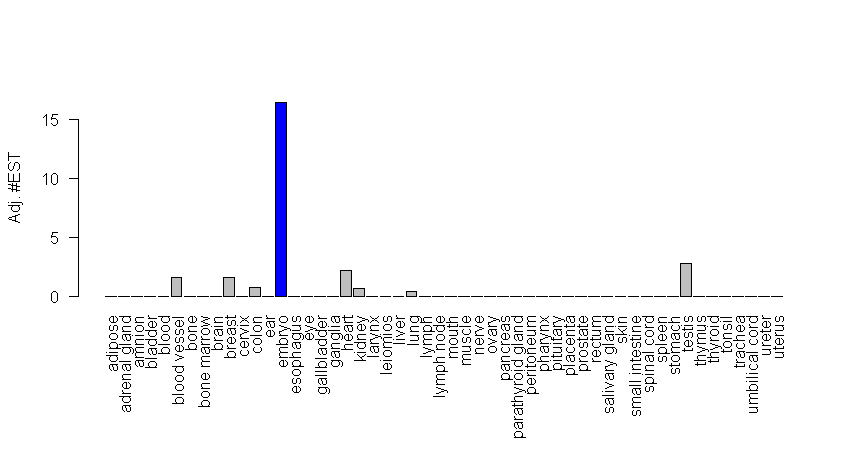 Adj. #EST
15
10
5
0
adipose
adrenal gland
amnion
bladder
blood
blood vessel
bone
bone marrow
brain
breast
cervix
colon
ear
embryo
esophagus
eye
gallbladder
ganglia
heart
kidney
larynx
leiomios
liver
lung
lymph
lymph node
mouth
muscle
nerve
ovary
pancreas
parathyroid gland
peritoneum
pharynx
pituitary
placenta
prostate
rectum
salivary gland
skin
small intestine
spinal cord
spleen
stomach
testis
thymus
thyroid
tonsil
trachea
umbilical cord
ureter
uterus